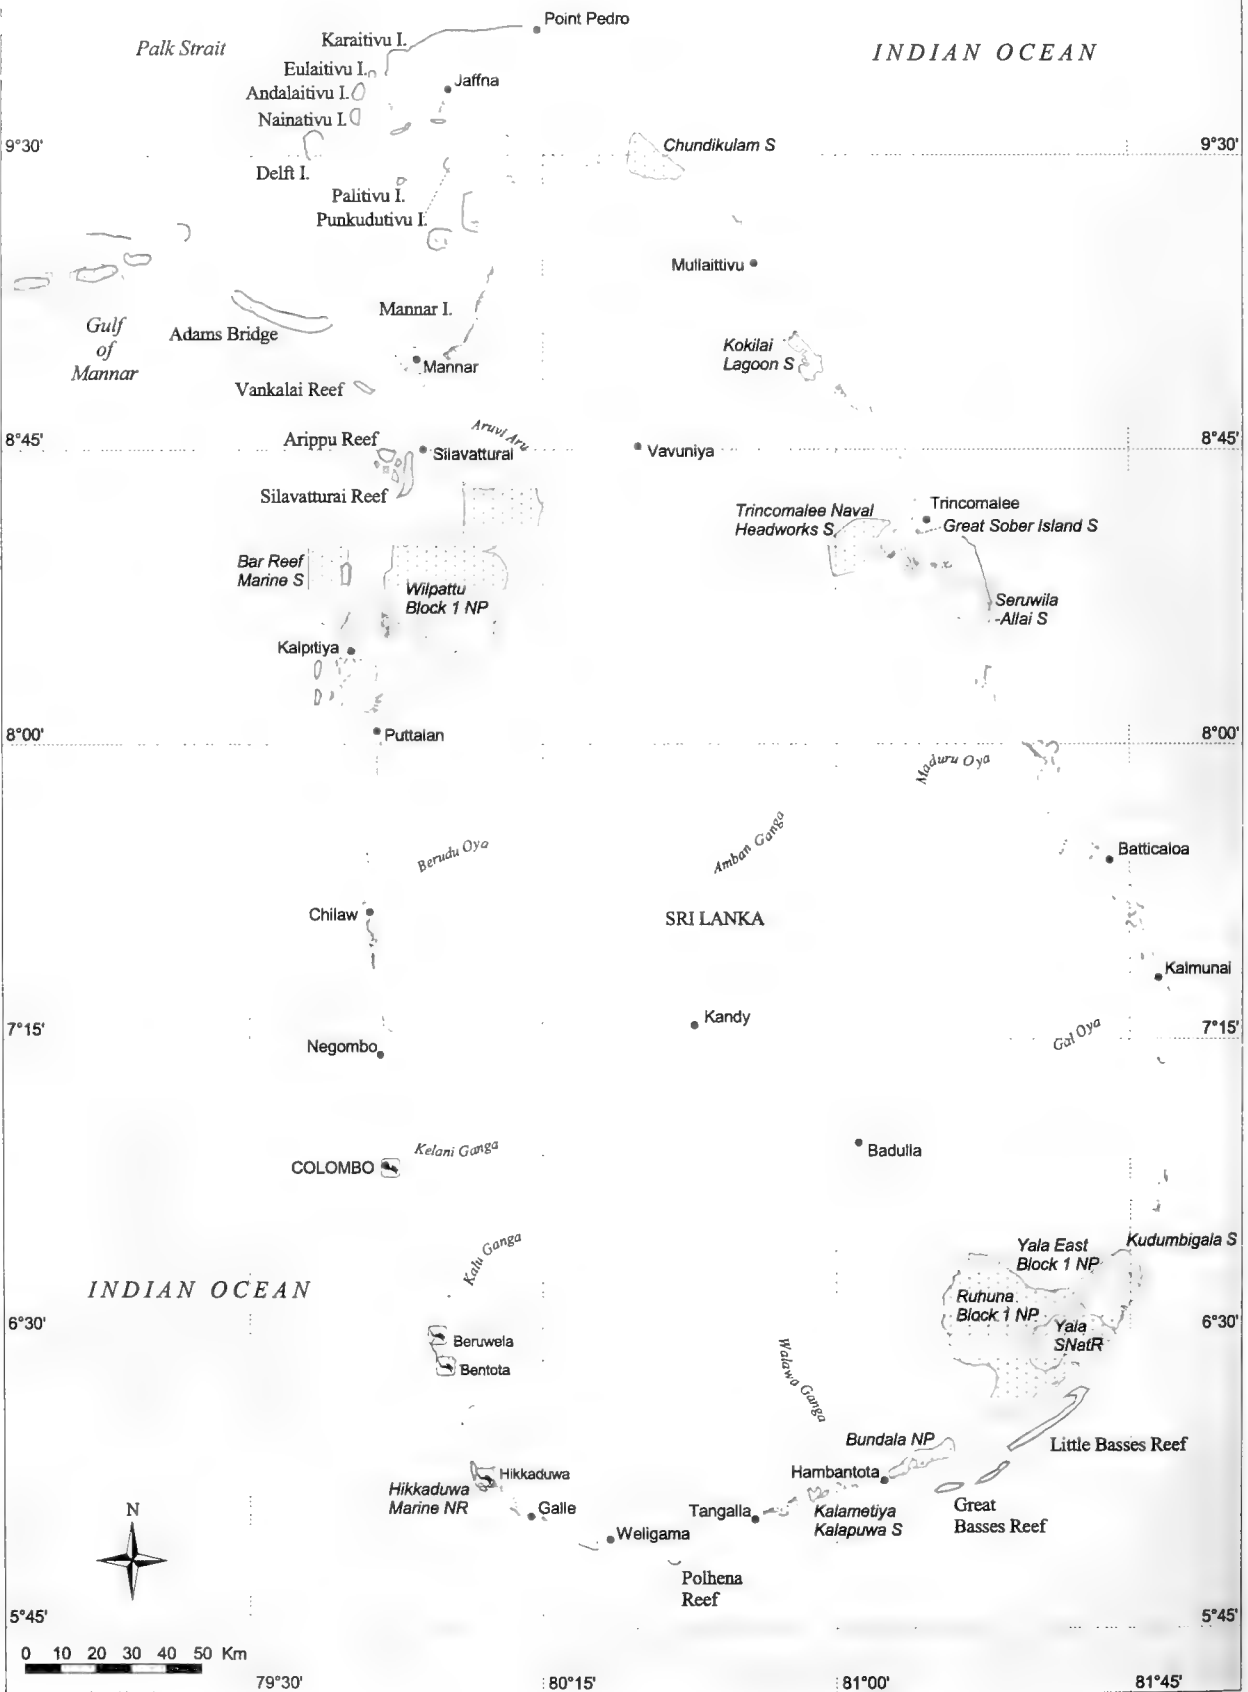 Point Pedro
Palk Strait
Karaitivu I.
INDIAN OCEAN
Eulaitivu I.
Jaffna
Andalaitivu I.
Nainativu I.
9°30'
Chundikulam S
9°30'
Delft I.
Palitivu I.
Punkudutivu I.
Mullaittivu
Mannar I.
Gulf
of
Mannar
Adams Bridge
Kokilai
Lagoon S
Mannar
Vankalai Reef
Aruvi Aru
8°45'
Arippu Reef
Silavatturai
Vavuniya
8°45'
Silavatturai Reef
Trincomalee
Trincomalee Naval
Headworks S
Great Sober Island S
Bar Reef
Marine S
Wilpattu
Block 1 NP
Seruwila
-Allai S
Kalpitiya
8°00'
Puttalan
8°00'
Maduru Oya
Berudu Oya
Amban Ganga
Batticaloa
Chilaw
SRI LANKA
Kalmunai
Kandy
7°15'
7°15'
Gal Oya
Negombo
Kelani Ganga
Badulla
COLOMBO
Kalu Ganga
Yala East
Block 1 NP
Kudumbigala S
INDIAN OCEAN
Ruhuna
Block 1 NP
6°30'
6°30'
Yala
SNatR
Beruwela
Bentota
Walawa Ganga
Bundala NP
Little Basses Reef
Hikkaduwa
Hambantota
Hikkaduwa
Marine NR
Galle
Tangalla
Kalametiya
Kalapuwa S
Great
Basses Reef
N
Weligama
Polhena
Reef
5°45'
5°45'
0 10 20 30 40 50 Km
79°30'
80°15'
81°00'
81°45'